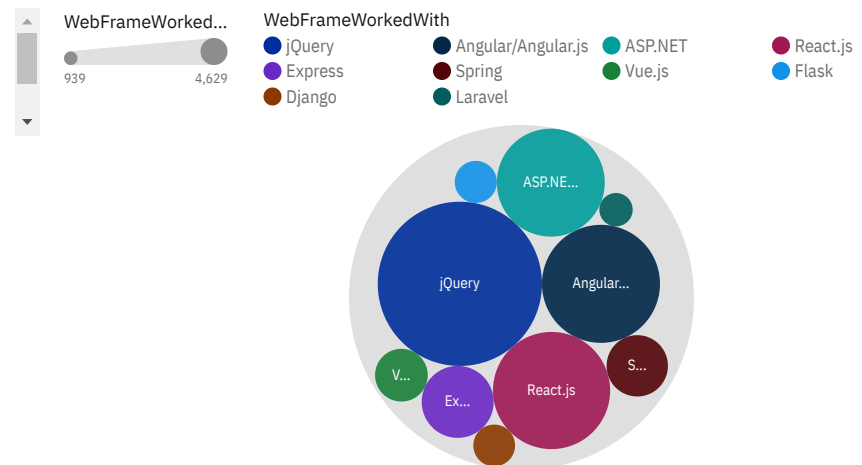 WebFrameWorked...
939 4,629
WebFrameWorkedWith
jQuery Angular/Angular.js ASP.NET React.js
Express Spring Vue.js Flask
Django Laravel
ASP.NE...
jQuery
Angular...
S...
V...
React.js
Ex...